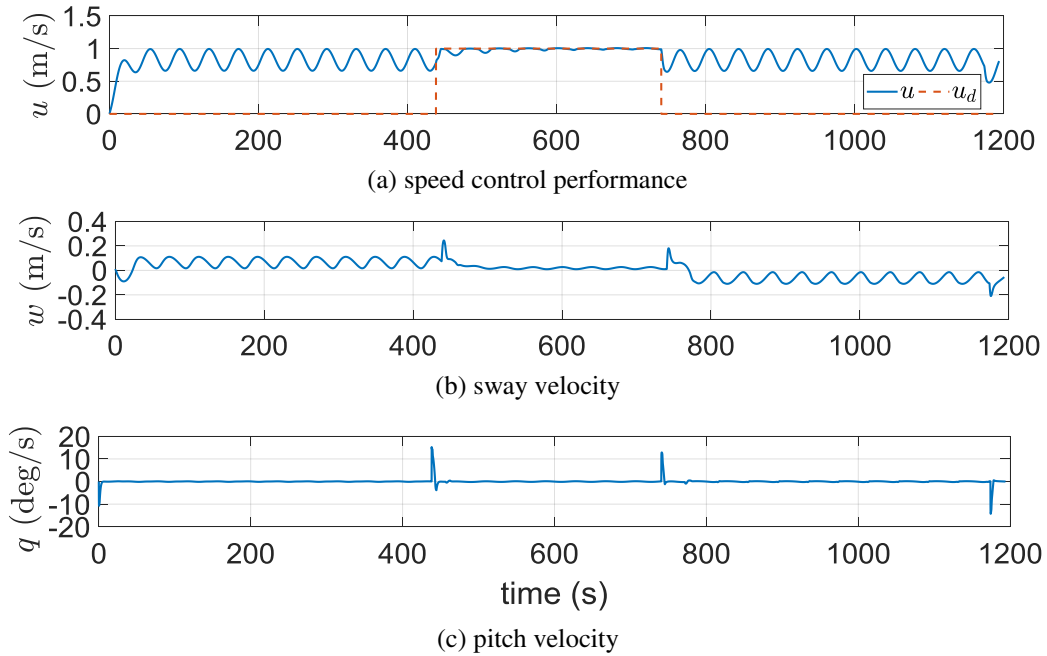 1.5
1
0.5
0
u (m/s)
0 200 400 600 800 1000 1200
u u_d
(a) speed control performance
0.4
0.2
0
-0.2
-0.4
w (m/s)
0 200 400 600 800 1000 1200
(b) sway velocity
20
10
0
-10
-20
q (deg/s)
0 200 400 600 800 1000 1200
time (s)
(c) pitch velocity